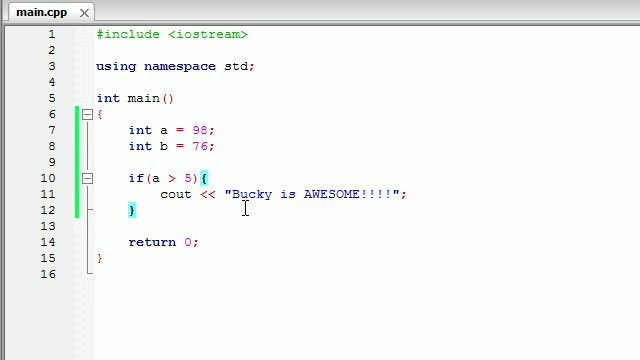 main.cpp
1 #include <iostream>
2
3 using namespace std;
4
5 int main()
6 {
7 int a = 98;
8 int b = 76;
9
10 if(a > 5){
11 cout << "Bucky is AWESOME!!!!";
12 }
13
14 return 0;
15 }
16